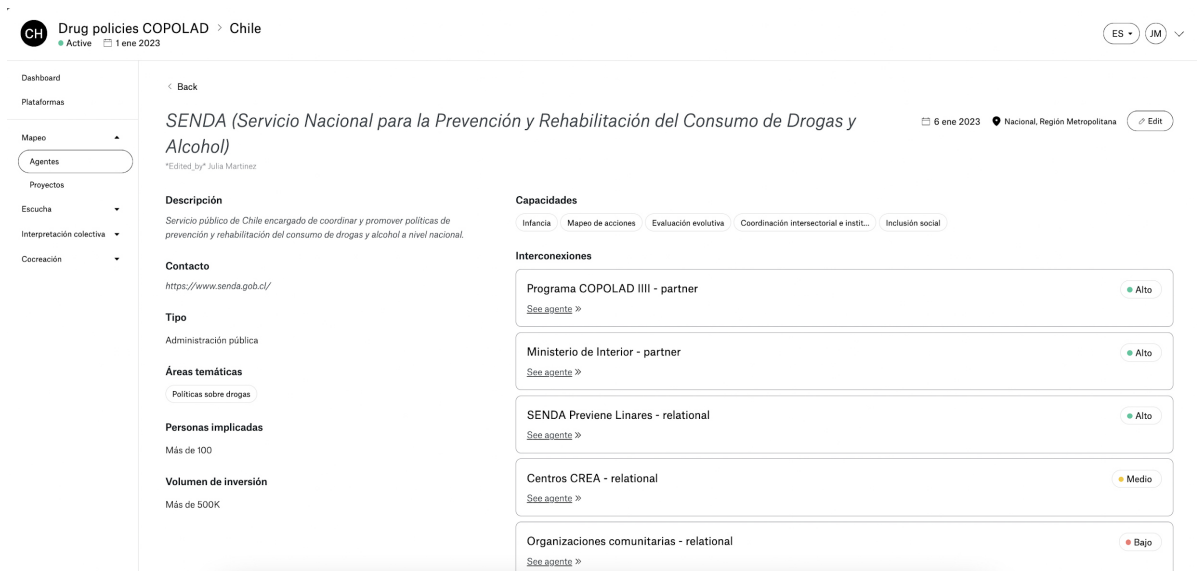 CH
Drug policies COPOLAD > Chile
Active 1 ene 2023
ES
JM
Dashboard
Plataformas
Mapeo
Agentes
Proyectos
Escucha
Interpretación colectiva
Cocreación
< Back
SENDA (Servicio Nacional para la Prevención y Rehabilitación del Consumo de Drogas y
Alcohol)
*Edited_by* Julia Martinez
6 ene 2023
Nacional, Región Metropolitana
Edit
Descripción
Servicio público de Chile encargado de coordinar y promover políticas de
prevención y rehabilitación del consumo de drogas y alcohol a nivel nacional.
Contacto
https://www.senda.gob.cl/
Tipo
Administración pública
Áreas temáticas
Políticas sobre drogas
Personas implicadas
Más de 100
Volumen de inversión
Más de 500K
Capacidades
Infancia
Mapeo de acciones
Evaluación evolutiva
Coordinación intersectorial e instit...
Inclusión social
Interconexiones
Programa COPOLAD IIII - partner
Alto
See agente »
Ministerio de Interior - partner
Alto
See agente »
SENDA Previene Linares - relational
Alto
See agente »
Centros CREA - relational
Medio
See agente »
Organizaciones comunitarias - relational
Bajo
See agente »